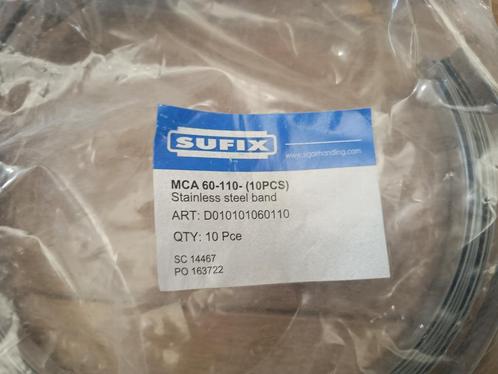 SUFIX
www.sigarhandling.com
MCA 60-110- (10PCS)
Stainless steel band
ART: D010101060110
QTY: 10 Pce
SC 14467
PO 163722